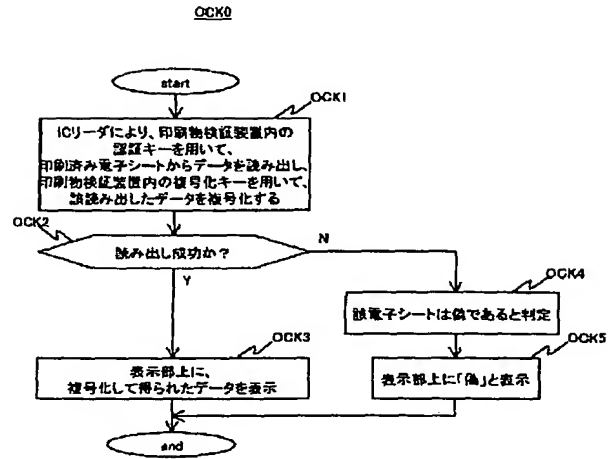 OCK0
start
OCK1
ICリーダにより、印刷物検証装置内の
認証キーを用いて、
印刷済み電子シートからデータを読み出し、
印刷物検証装置内の複号化キーを用いて、
該読み出したデータを複号化する
OCK2
読み出し成功か?
N
Y
OCK4
該電子シートは偽であると判定
OCK3
表示部上に、
複号化して得られたデータを表示
OCK5
表示部上に「偽」と表示
end